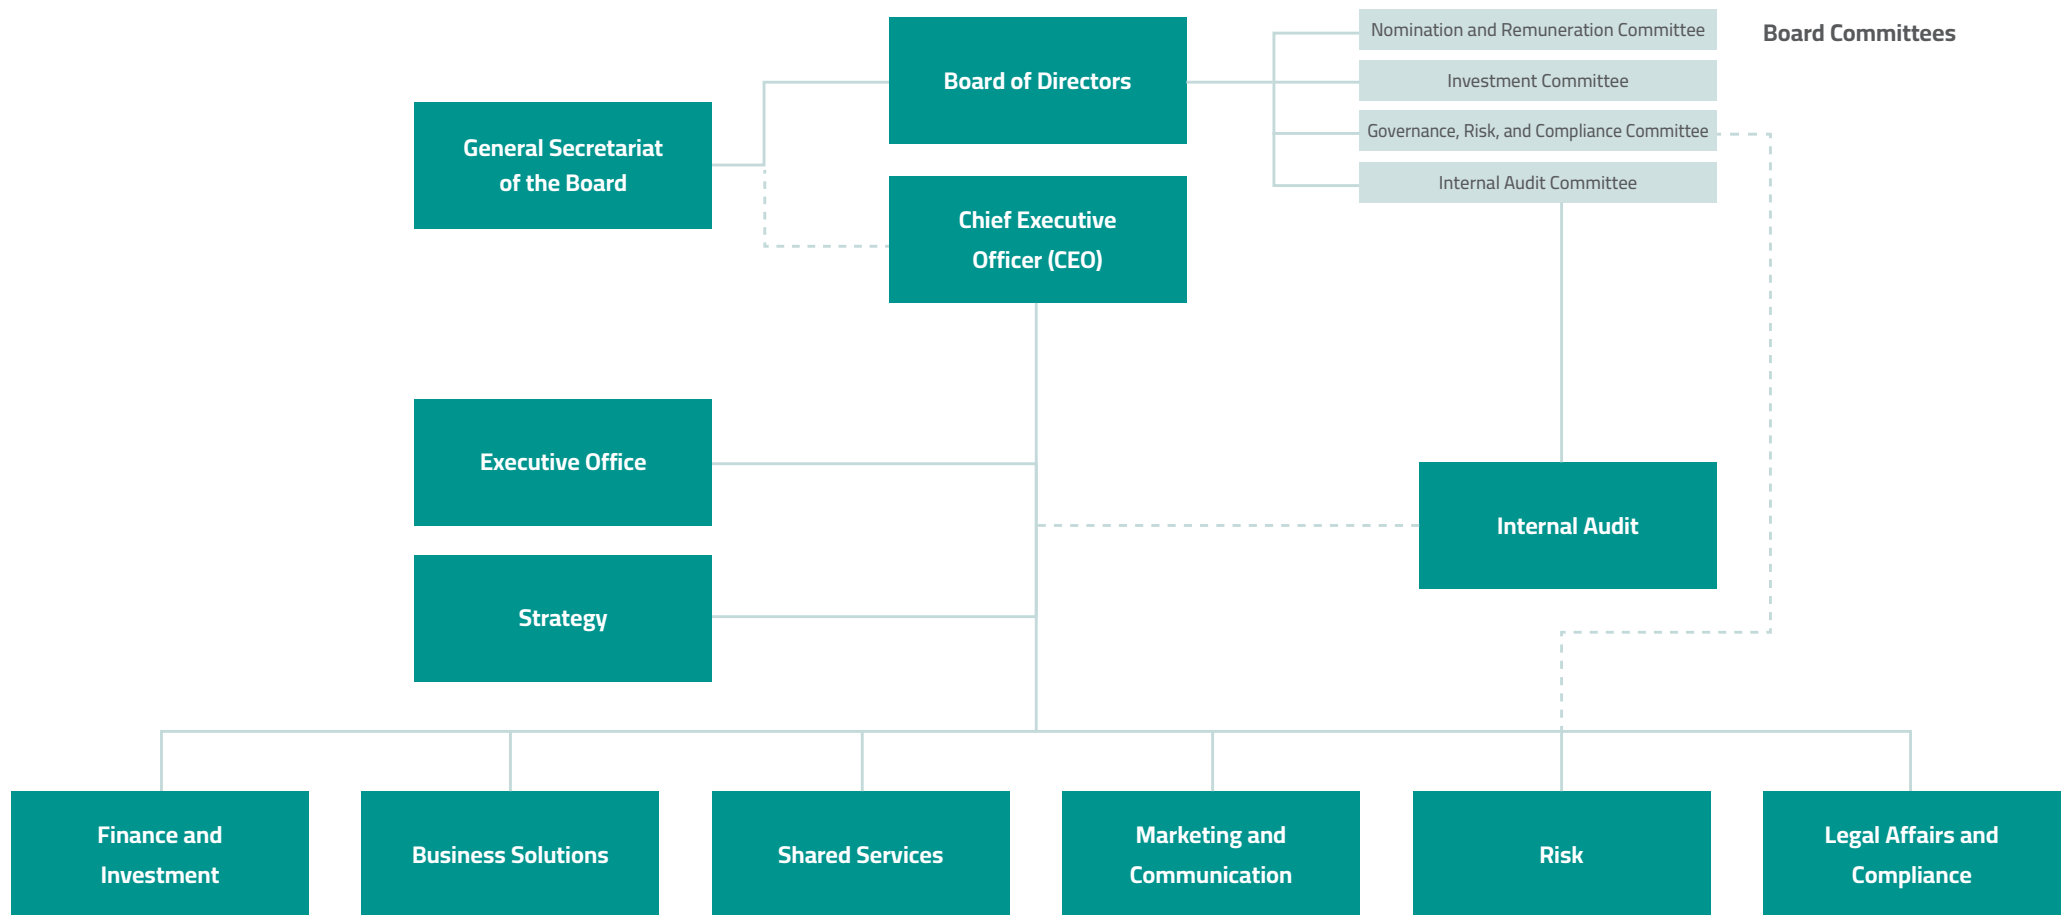 Board of Directors
Nomination and Remuneration Committee
Board Committees
Investment Committee
Governance, Risk, and Compliance Committee
Internal Audit Committee
General Secretariat
of the Board
Chief Executive
Officer (CEO)
Executive Office
Internal Audit
Strategy
Finance and
Investment
Business Solutions
Shared Services
Marketing and
Communication
Risk
Legal Affairs and
Compliance